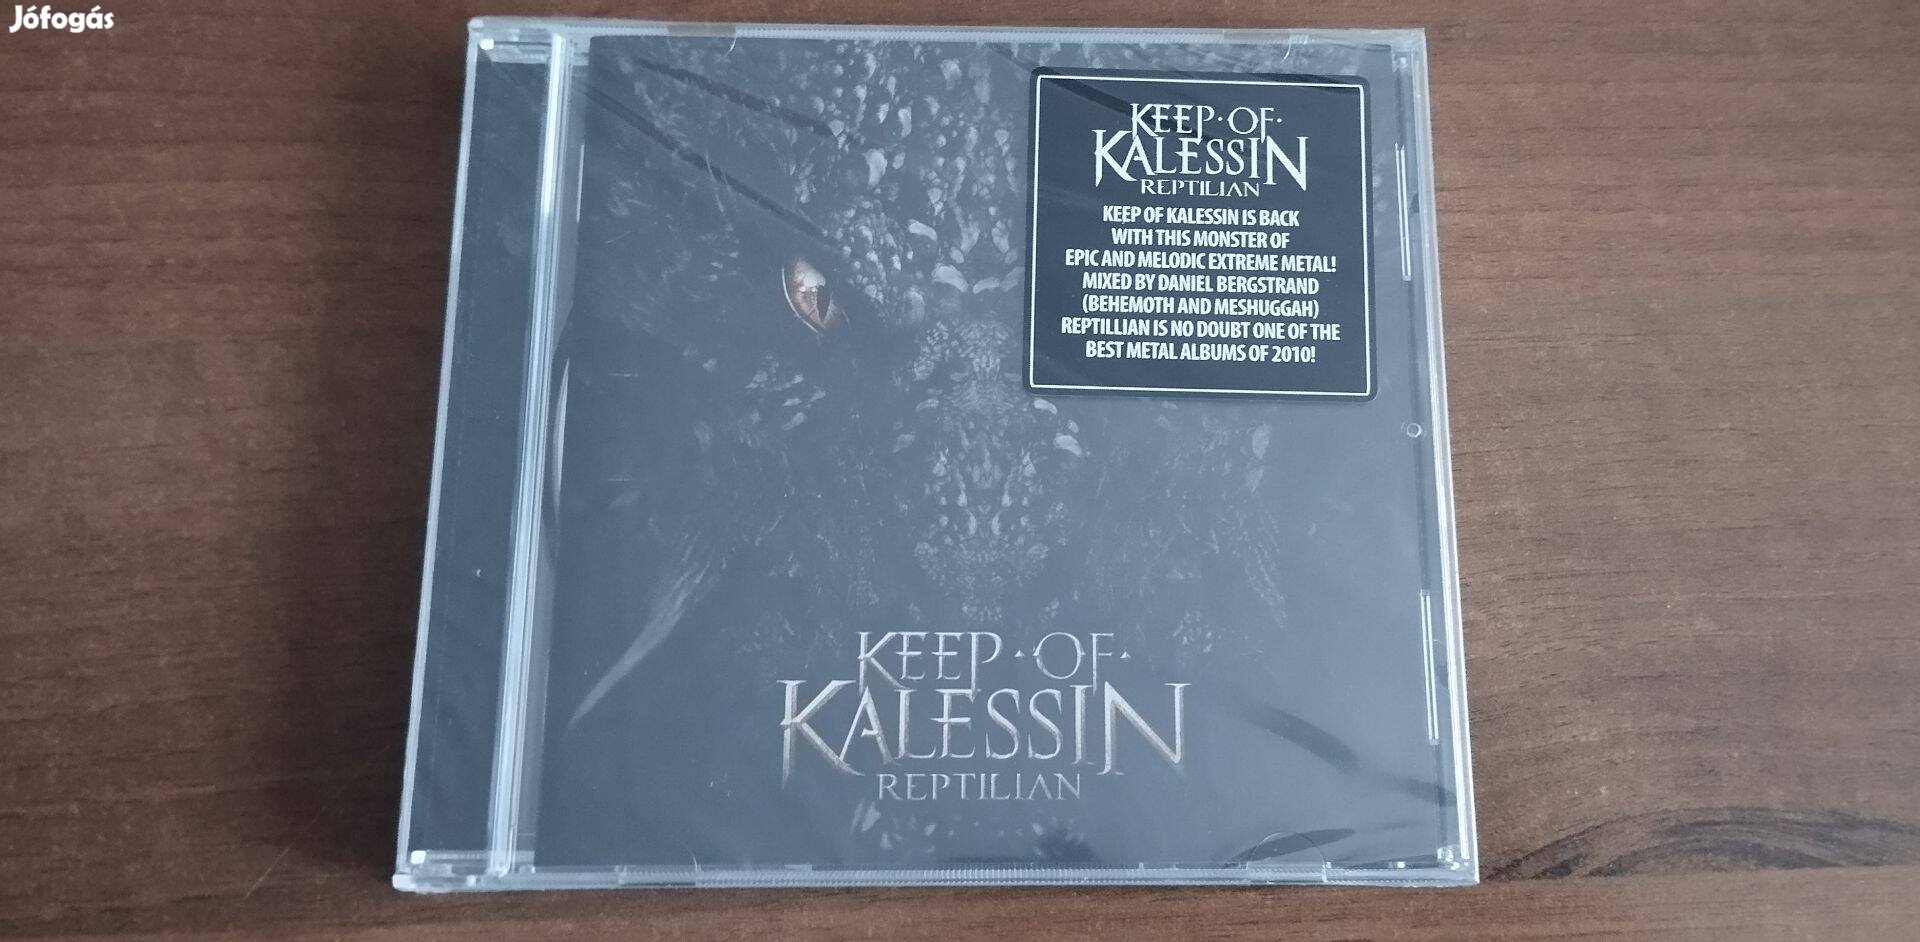 Jófogás
KEEP·OF·
KALESSIN
REPTILIAN
KEEP OF KALESSIN IS BACK
WITH THIS MONSTER OF
EPIC AND MELODIC EXTREME METAL!
MIXED BY DANIEL BERGSTRAND
(BEHEMOTH AND MESHUGGAH)
REPTILLIAN IS NO DOUBT ONE OF THE
BEST METAL ALBUMS OF 2010!
KEEP·OF·
KALESSIN
REPTILIAN